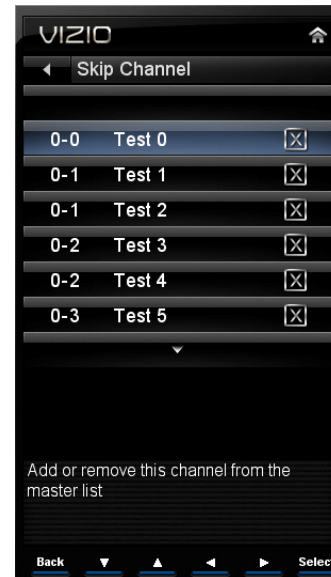 VIZIO
Skip Channel
0-0 Test 0 X
0-1 Test 1 X
0-1 Test 2 X
0-2 Test 3 X
0-2 Test 4 X
0-3 Test 5 X
Add or remove this channel from the
master list
Back Select